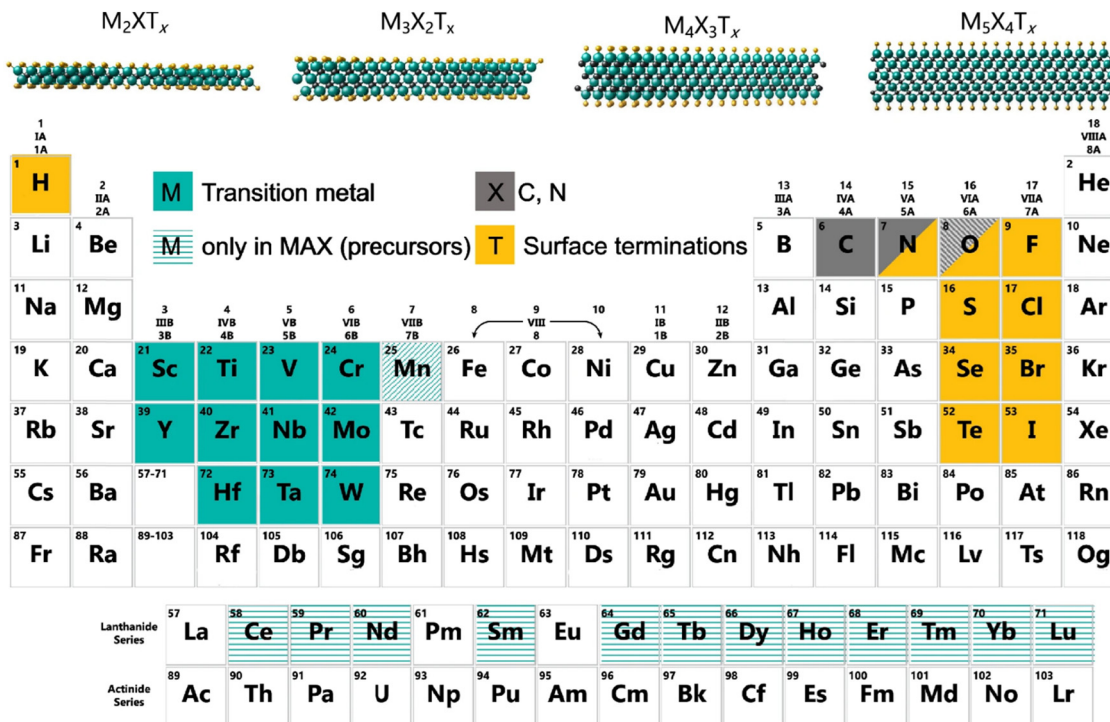 M₂XTₓ M₃X₂Tₓ M₄X₃Tₓ M₅X₄Tₓ
1 18
IA VIIIA
1A 8A
1 H 2 He
2 13 14 15 16 17
IIA IIIA IVA VA VIA VIIA
2A 3A 4A 5A 6A 7A
M Transition metal X C, N
M only in MAX (precursors) T Surface terminations
3 Li 4 Be 5 B 6 C 7 N 8 O 9 F 10 Ne
11 Na 12 Mg 13 Al 14 Si 15 P 16 S 17 Cl 18 Ar
3 4 5 6 7 8 9 10 11 12
IIIB IVB VB VIB VIIB VIII IB IIB
3B 4B 5B 6B 7B 8 1B 2B
19 K 20 Ca 21 Sc 22 Ti 23 V 24 Cr 25 Mn 26 Fe 27 Co 28 Ni 29 Cu 30 Zn 31 Ga 32 Ge 33 As 34 Se 35 Br 36 Kr
37 Rb 38 Sr 39 Y 40 Zr 41 Nb 42 Mo 43 Tc 44 Ru 45 Rh 46 Pd 47 Ag 48 Cd 49 In 50 Sn 51 Sb 52 Te 53 I 54 Xe
55 Cs 56 Ba 57-71 72 Hf 73 Ta 74 W 75 Re 76 Os 77 Ir 78 Pt 79 Au 80 Hg 81 Tl 82 Pb 83 Bi 84 Po 85 At 86 Rn
87 Fr 88 Ra 89-103 104 Rf 105 Db 106 Sg 107 Bh 108 Hs 109 Mt 110 Ds 111 Rg 112 Cn 113 Nh 114 Fl 115 Mc 116 Lv 117 Ts 118 Og
Lanthanide
Series
57 La 58 Ce 59 Pr 60 Nd 61 Pm 62 Sm 63 Eu 64 Gd 65 Tb 66 Dy 67 Ho 68 Er 69 Tm 70 Yb 71 Lu
Actinide
Series
89 Ac 90 Th 91 Pa 92 U 93 Np 94 Pu 95 Am 96 Cm 97 Bk 98 Cf 99 Es 100 Fm 101 Md 102 No 103 Lr